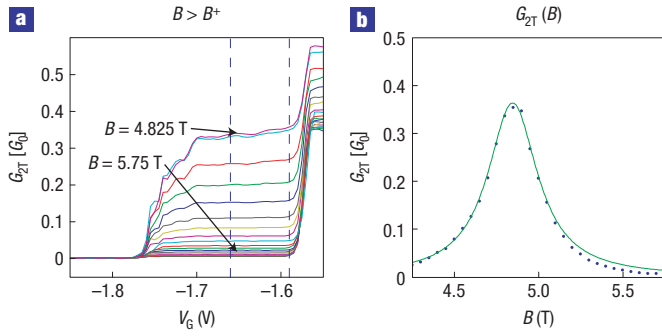 a
B > B⁺
G₂T [G₀]
0.5
0.4
0.3
0.2
0.1
0
B = 4.825 T
B = 5.75 T
−1.8
−1.7
−1.6
V_G (V)
b
G₂T (B)
G₂T [G₀]
0.5
0.4
0.3
0.2
0.1
0
4.5
5.0
5.5
B (T)